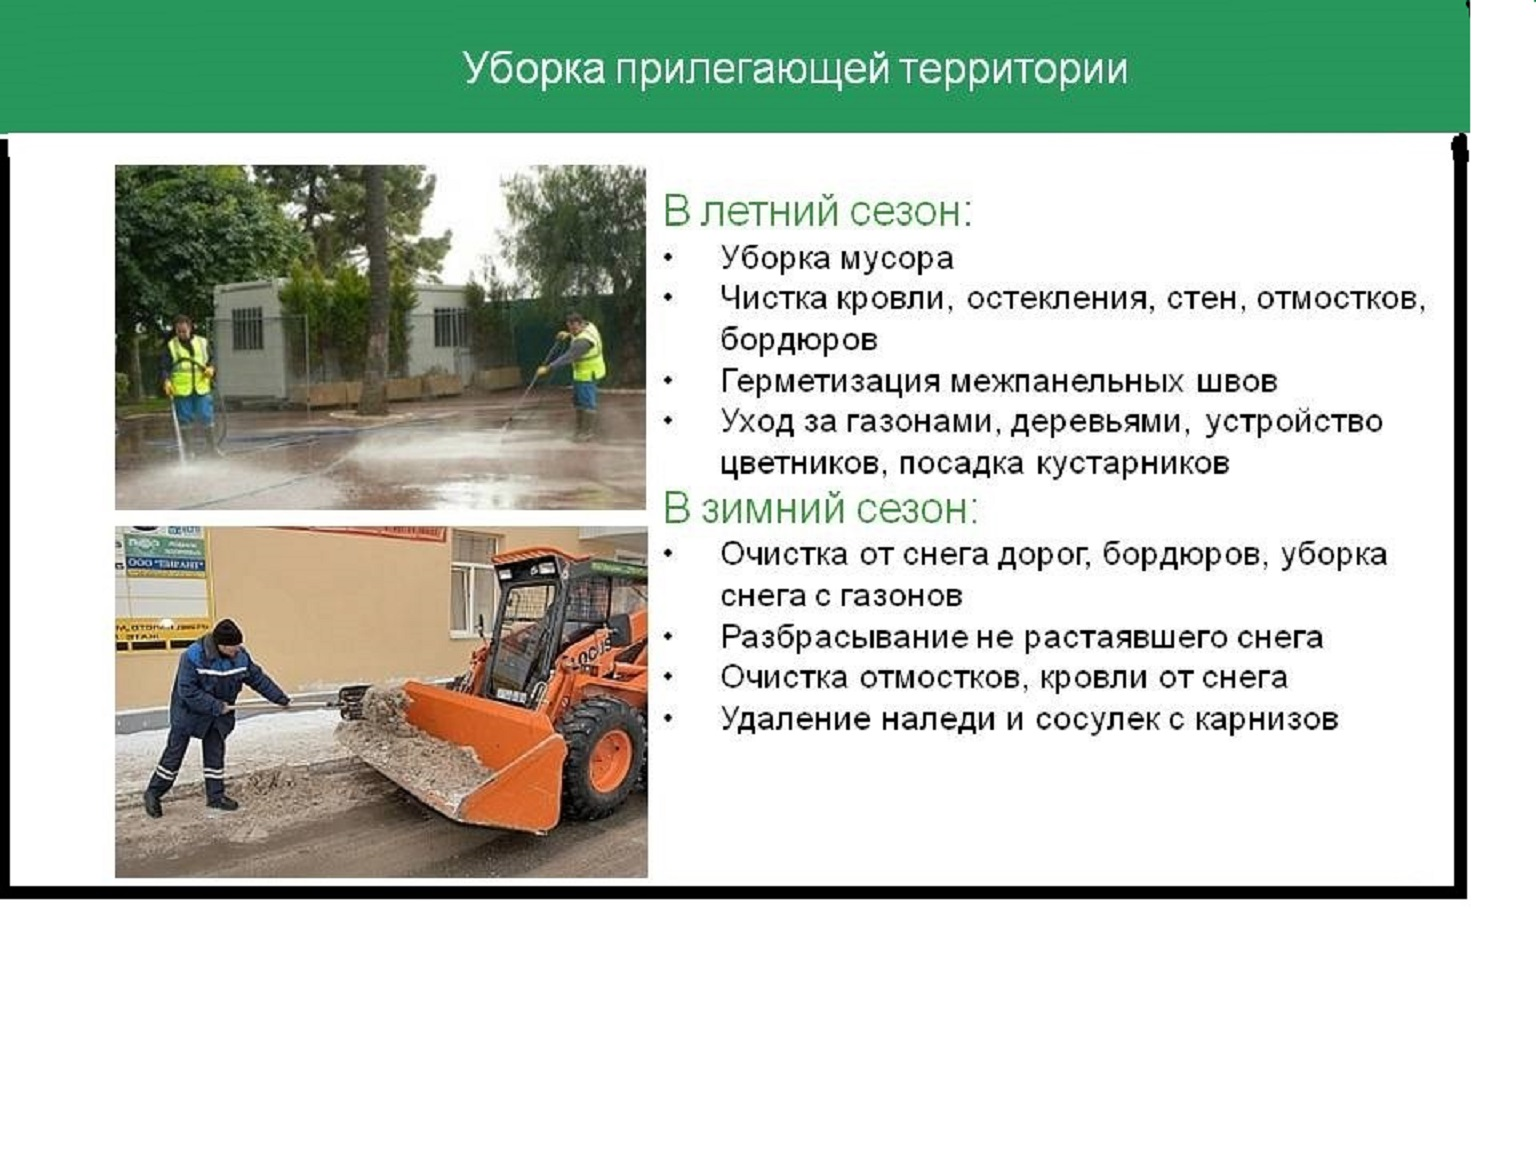 Уборка прилегающей территории
В летний сезон:
• Уборка мусора
• Чистка кровли, остекления, стен, отмостков,
бордюров
• Герметизация межпанельных швов
• Уход за газонами, деревьями, устройство
цветников, посадка кустарников
В зимний сезон:
• Очистка от снега дорог, бордюров, уборка
снега с газонов
• Разбрасывание не растаявшего снега
• Очистка отмостков, кровли от снега
• Удаление наледи и сосулек с карнизов
LOCUS